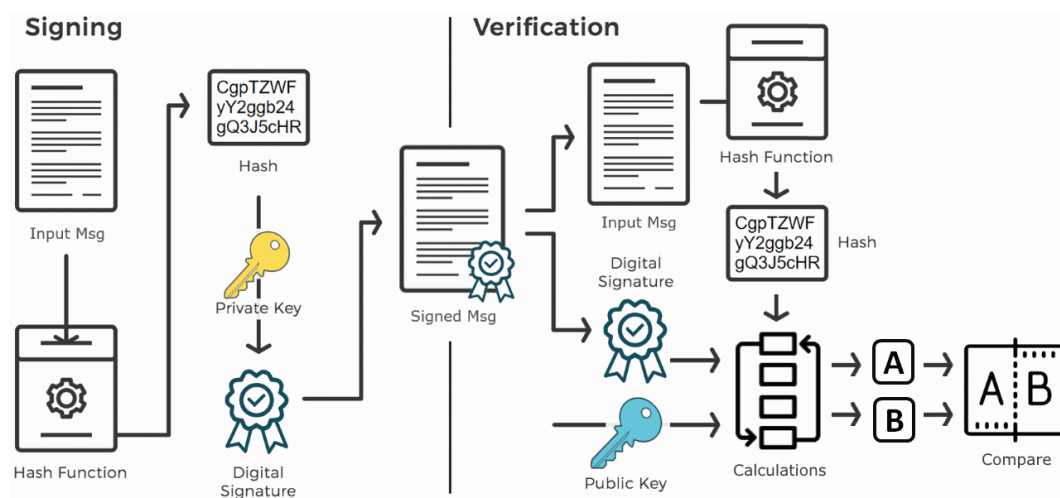 Signing
Input Msg
Hash Function
CgpTZWF
yY2ggb24
gQ3J5cHR
Hash
Private Key
Digital
Signature
Signed Msg
Verification
Input Msg
Hash Function
CgpTZWF
yY2ggb24
gQ3J5cHR
Hash
Digital
Signature
Public Key
Calculations
A
B
A B
Compare